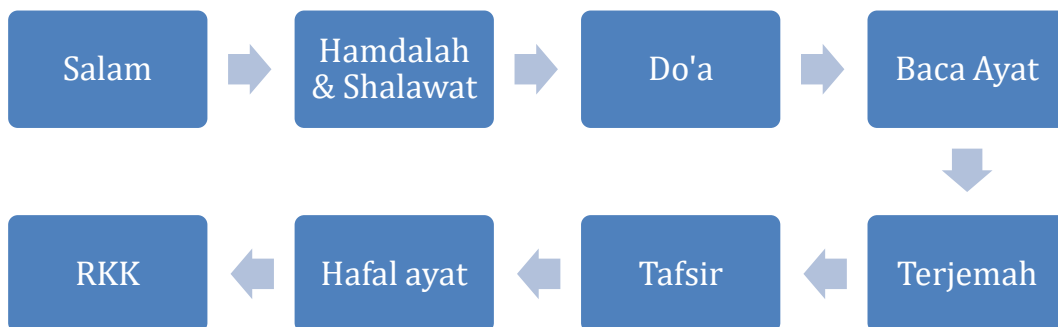 Salam
Hamdalah
& Shalawat
Do'a
Baca Ayat
Terjemah
Tafsir
Hafal ayat
RKK